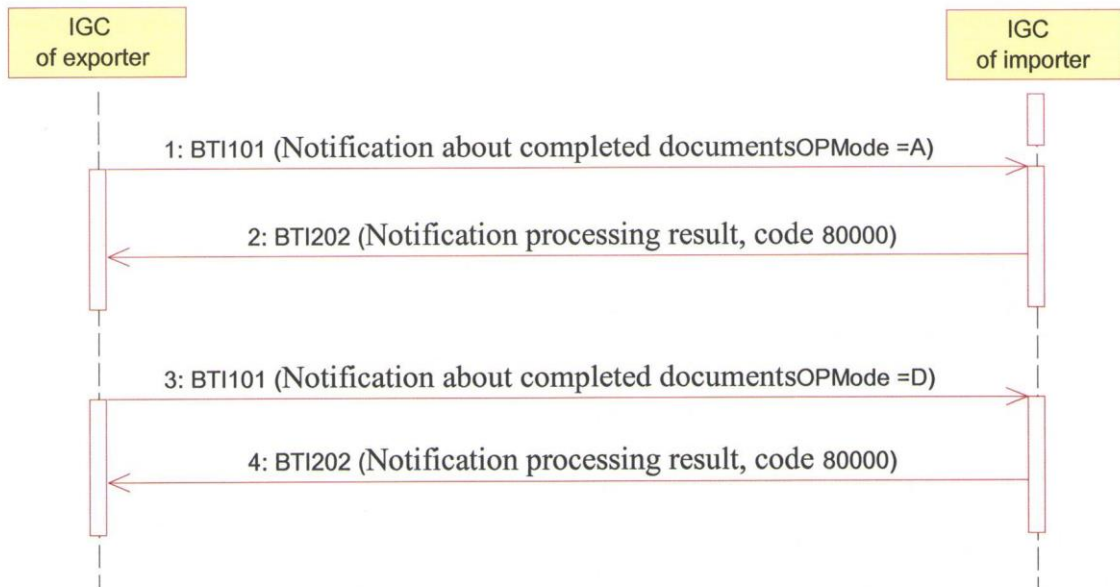 IGC
of exporter
IGC
of importer
1: BTI101 (Notification about completed documentsOPMode =A)
2: BTI202 (Notification processing result, code 80000)
3: BTI101 (Notification about completed documentsOPMode =D)
4: BTI202 (Notification processing result, code 80000)